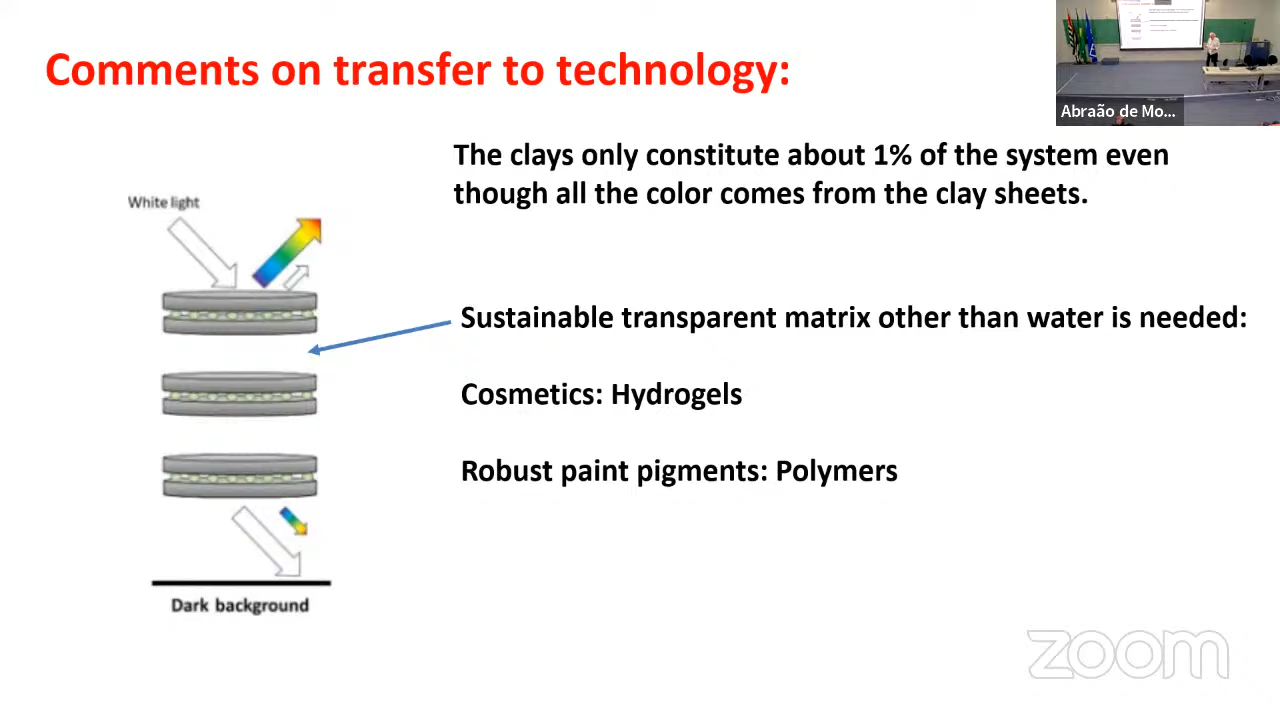 Comments on transfer to technology:
Abraão de Mo...
The clays only constitute about 1% of the system even
though all the color comes from the clay sheets.
White light
Sustainable transparent matrix other than water is needed:
Cosmetics: Hydrogels
Robust paint pigments: Polymers
Dark background
zoom